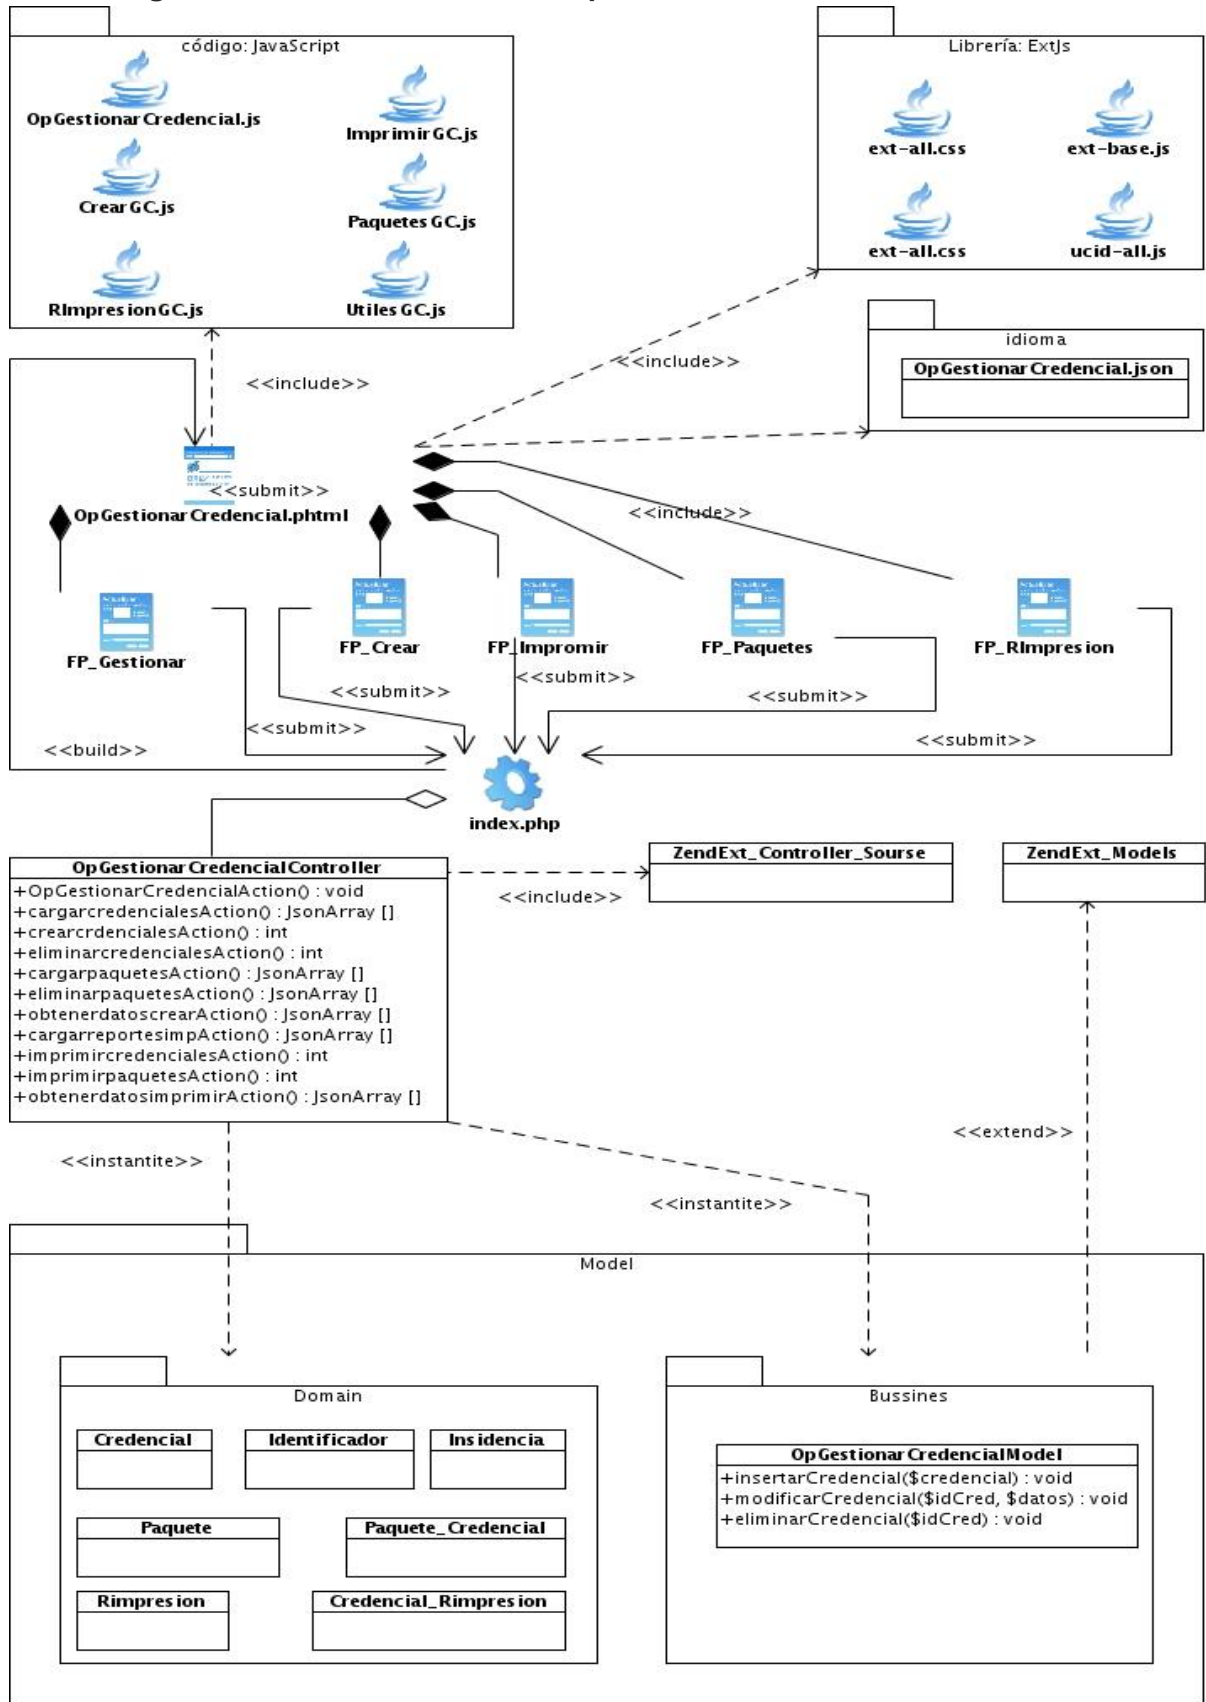 código: JavaScript
Librería: ExtJs
OpGestionarCredencial.js
ImprimirGC.js
ext-all.css
ext-base.js
CrearGC.js
PaquetesGC.js
ext-all.css
ucid-all.js
RImpresionGC.js
UtilesGC.js
idioma
OpGestionarCredencial.json
<<include>>
<<include>>
<<submit>>
OpGestionarCredencial.phtml
<<include>>
FP_Gestionar
FP_Crear
FP_Impromir
FP_Paquetes
FP_RImpresion
<<submit>>
<<submit>>
<<submit>>
<<submit>>
<<submit>>
<<build>>
index.php
OpGestionarCredencialController
+OpGestionarCredencialAction() : void
+cargarcredencialesAction() : JsonArray []
+crearcrdencialesAction() : int
+eliminarcredencialesAction() : int
+cargarpaquetesAction() : JsonArray []
+eliminarpaquetesAction() : JsonArray []
+obtenerdatoscrearAction() : JsonArray []
+cargarreportesimpAction() : JsonArray []
+imprimircredencialesAction() : int
+imprimirpaquetesAction() : int
+obtenerdatosimprimirAction() : JsonArray []
ZendExt_Controller_Sourse
ZendExt_Models
<<include>>
<<extend>>
<<instantite>>
<<instantite>>
Model
Domain
Credencial
Identificador
Insidencia
Paquete
Paquete_Credencial
Rimpresion
Credencial_Rimpresion
Bussines
OpGestionarCredencialModel
+insertarCredencial($credencial) : void
+modificarCredencial($idCred, $datos) : void
+eliminarCredencial($idCred) : void